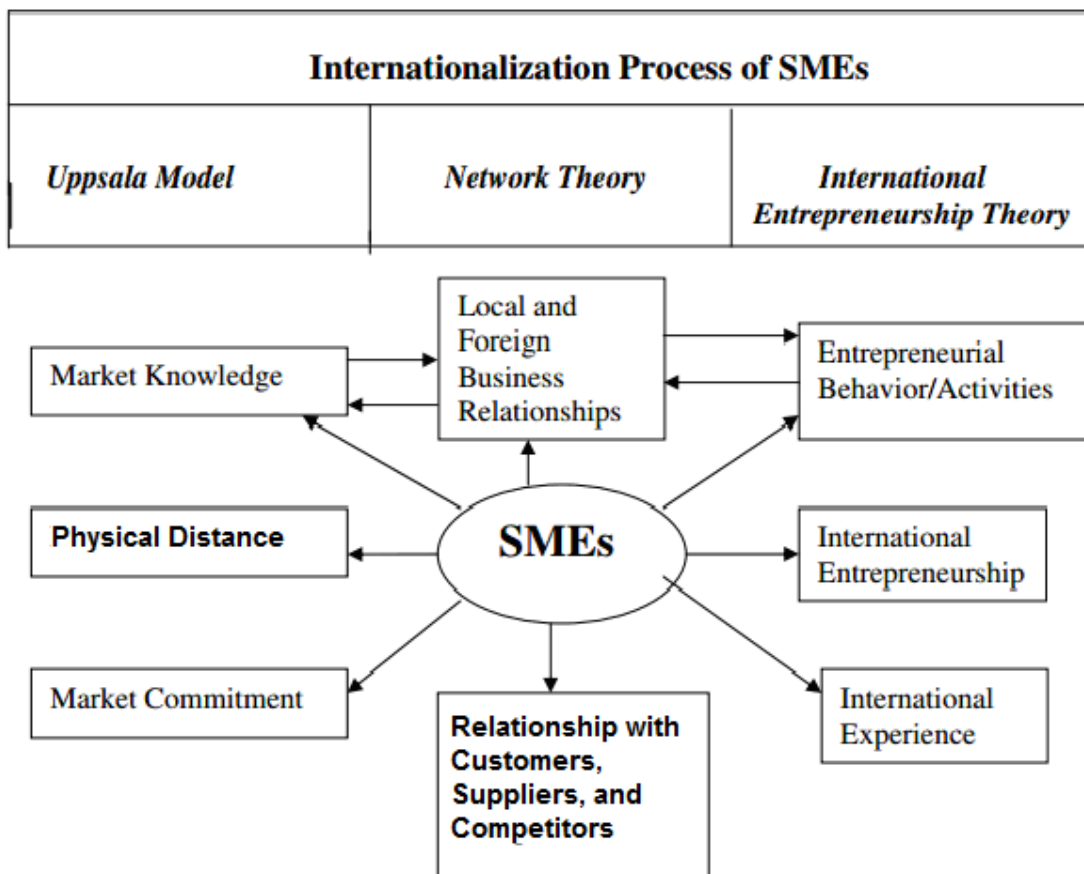 Internationalization Process of SMEs
Uppsala Model
Network Theory
International
Entrepreneurship Theory
Local and
Foreign
Business
Relationships
Market Knowledge
Entrepreneurial
Behavior/Activities
Physical Distance
SMEs
International
Entrepreneurship
Market Commitment
Relationship with
Customers,
Suppliers, and
Competitors
International
Experience